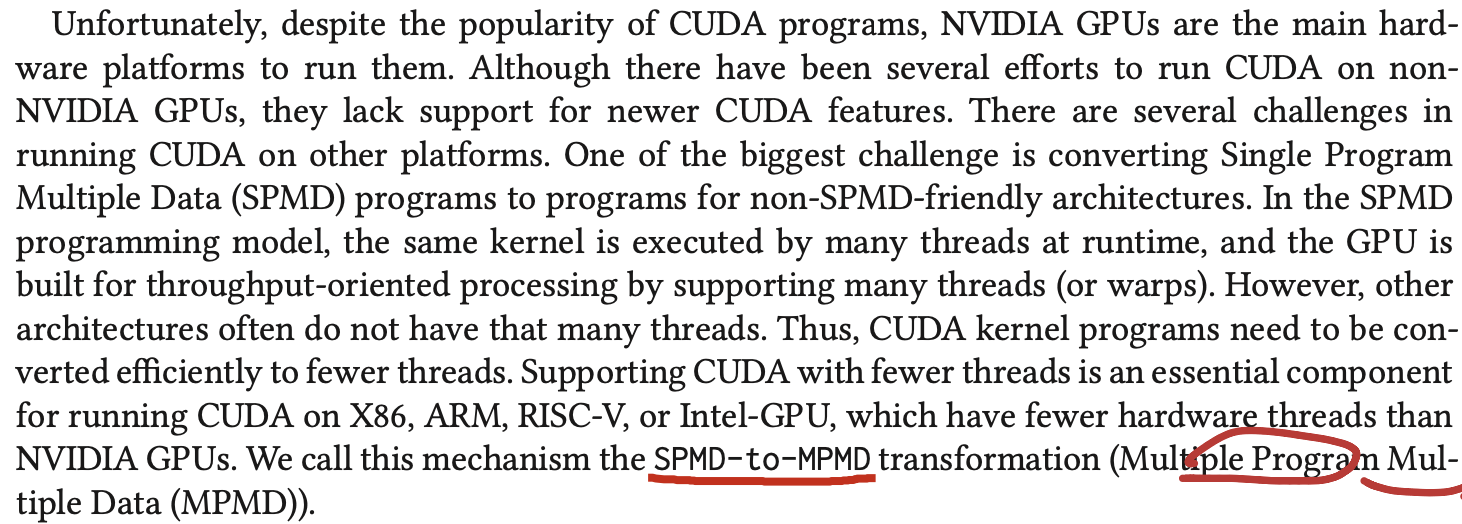 Unfortunately, despite the popularity of CUDA programs, NVIDIA GPUs are the main hard-
ware platforms to run them. Although there have been several efforts to run CUDA on non-
NVIDIA GPUs, they lack support for newer CUDA features. There are several challenges in
running CUDA on other platforms. One of the biggest challenge is converting Single Program
Multiple Data (SPMD) programs to programs for non-SPMD-friendly architectures. In the SPMD
programming model, the same kernel is executed by many threads at runtime, and the GPU is
built for throughput-oriented processing by supporting many threads (or warps). However, other
architectures often do not have that many threads. Thus, CUDA kernel programs need to be con-
verted efficiently to fewer threads. Supporting CUDA with fewer threads is an essential component
for running CUDA on X86, ARM, RISC-V, or Intel-GPU, which have fewer hardware threads than
NVIDIA GPUs. We call this mechanism the SPMD-to-MPMD transformation (Multiple Program Mul-
tiple Data (MPMD)).